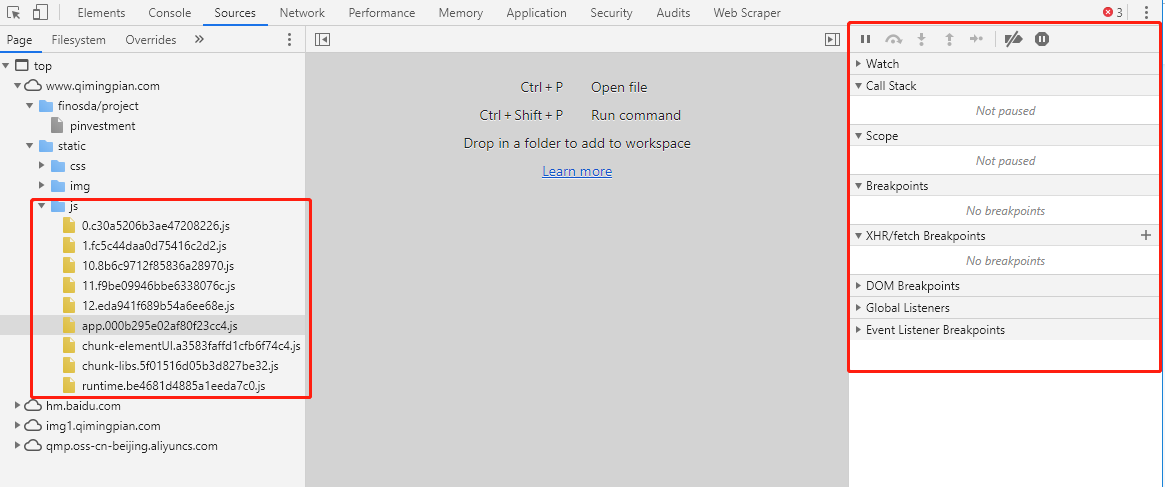 Elements Console Sources Network Performance Memory Application Security Audits Web Scraper 3
Page Filesystem Overrides »
top
www.qimingpian.com
finosda/project
pinvestment
static
css
img
js
0.c30a5206b3ae47208226.js
1.fc5c44daa0d75416c2d2.js
10.8b6c9712f85836a28970.js
11.f9be09946bbe6338076c.js
12.eda941f689b54a6ee68e.js
app.000b295e02af80f23cc4.js
chunk-elementUI.a3583faffd1cfb6f74c4.js
chunk-libs.5f01516d05b3d827be32.js
runtime.be4681d4885a1eeda7c0.js
hm.baidu.com
img1.qimingpian.com
qmp.oss-cn-beijing.aliyuncs.com
Ctrl + P Open file
Ctrl + Shift + P Run command
Drop in a folder to add to workspace
Learn more
Watch
Call Stack
Not paused
Scope
Not paused
Breakpoints
No breakpoints
XHR/fetch Breakpoints
No breakpoints
DOM Breakpoints
Global Listeners
Event Listener Breakpoints